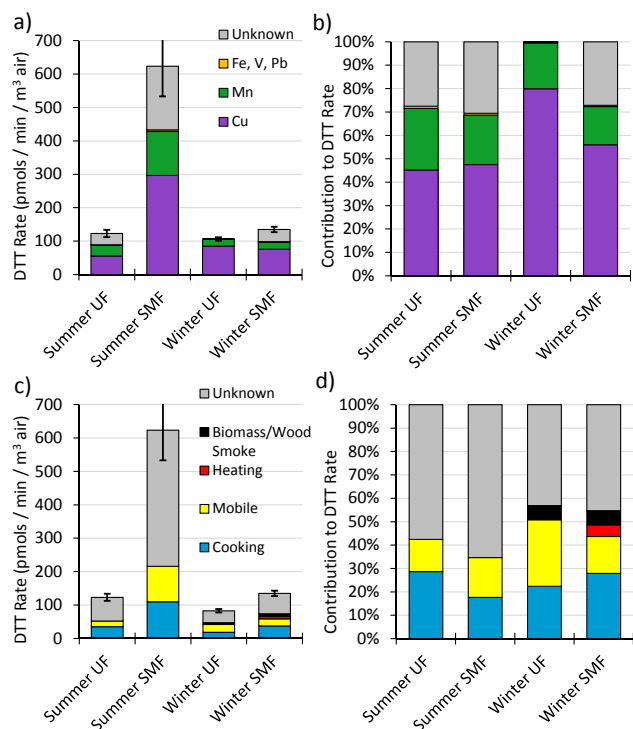 a)
DTT Rate (pmols / min / m³ air)
700
600
500
400
300
200
100
0
Unknown
Fe, V, Pb
Mn
Cu
Summer UF
Summer SMF
Winter UF
Winter SMF
b)
Contribution to DTT Rate
100%
90%
80%
70%
60%
50%
40%
30%
20%
10%
0%
Summer UF
Summer SMF
Winter UF
Winter SMF
c)
DTT Rate (pmols / min / m³ air)
700
600
500
400
300
200
100
0
Unknown
Biomass/Wood
Smoke
Heating
Mobile
Cooking
Summer UF
Summer SMF
Winter UF
Winter SMF
d)
Contribution to DTT Rate
100%
90%
80%
70%
60%
50%
40%
30%
20%
10%
0%
Summer UF
Summer SMF
Winter UF
Winter SMF